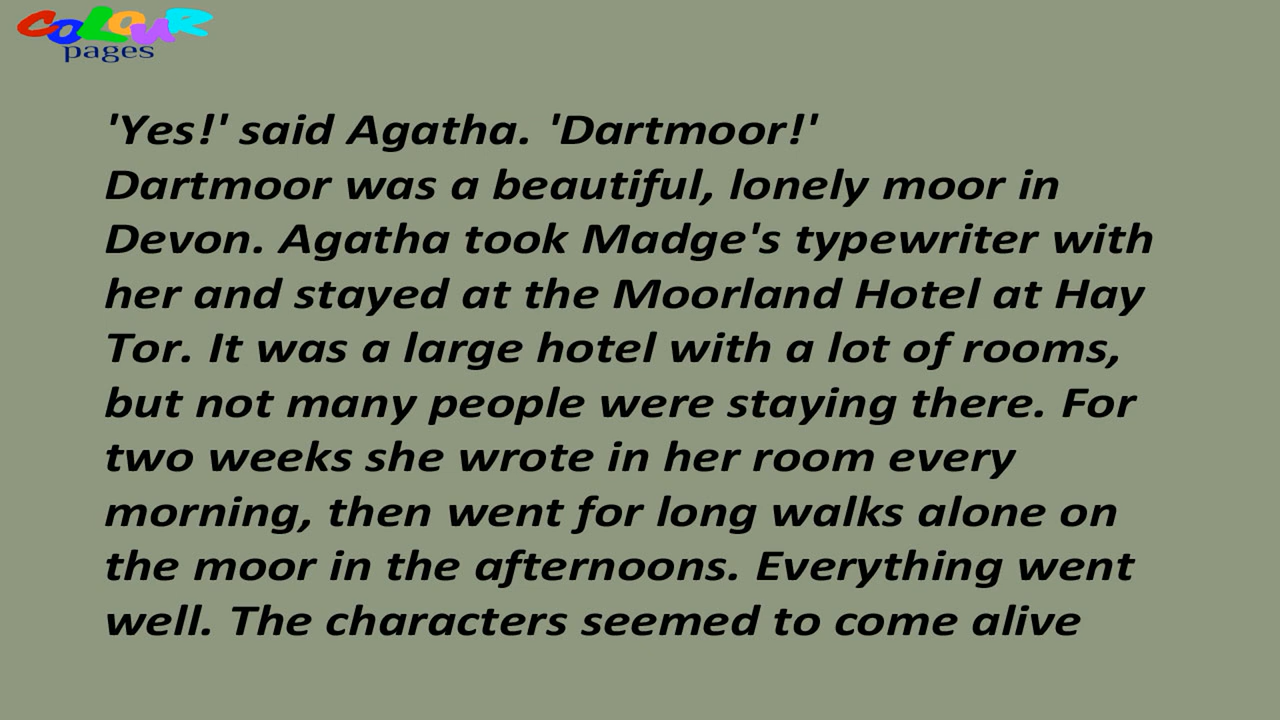 COLOUR
pages
'Yes!' said Agatha. 'Dartmoor!'
Dartmoor was a beautiful, lonely moor in
Devon. Agatha took Madge's typewriter with
her and stayed at the Moorland Hotel at Hay
Tor. It was a large hotel with a lot of rooms,
but not many people were staying there. For
two weeks she wrote in her room every
morning, then went for long walks alone on
the moor in the afternoons. Everything went
well. The characters seemed to come alive